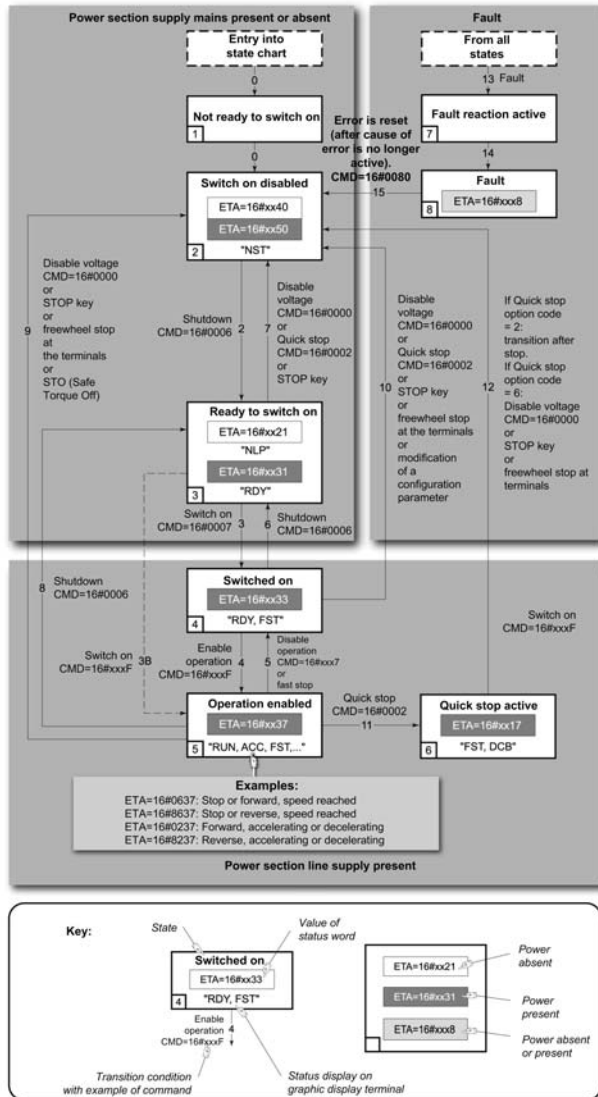 Power section supply mains present or absent
Entry into
state chart
0
Not ready to switch on
1
0
Switch on disabled
ETA=16#xx40
ETA=16#xx50
2
"NST"
Fault
From all
states
13 Fault
Fault reaction active
7
14
Fault
ETA=16#xxx8
8
Error is reset
(after cause of
error is no longer
active).
CMD=16#0080
15
9
Disable voltage
CMD=16#0000
or
STOP key
or
freewheel stop
at
the terminals
or
STO (Safe
Torque Off)
Shutdown
CMD=16#0006
2
7
Disable
voltage
CMD=16#0000
or
Quick stop
CMD=16#0002
or
STOP key
10
Disable
voltage
CMD=16#0000
or
Quick stop
CMD=16#0002
or
STOP key
or
freewheel stop
at the terminals
or
modification
of a
configuration
parameter
12
If Quick stop
option code
= 2:
transition after
stop.
If Quick stop
option code
= 6:
Disable voltage
CMD=16#0000
or
STOP key
or
freewheel stop at
terminals
Ready to switch on
ETA=16#xx21
"NLP"
ETA=16#xx31
3
"RDY"
Switch on
CMD=16#0007
3
6
Shutdown
CMD=16#0006
8
Shutdown
CMD=16#0006
Switched on
ETA=16#xx33
4
"RDY, FST"
Switch on
CMD=16#xxxF
3B
Enable
operation
CMD=16#xxxF
4
5
Disable
operation
CMD=16#xxx7
or
fast stop
Switch on
CMD=16#xxxF
Operation enabled
ETA=16#xx37
5
"RUN, ACC, FST,..."
Quick stop
CMD=16#0002
11
Quick stop active
ETA=16#xx17
6
"FST, DCB"
Examples:
ETA=16#0637: Stop or forward, speed reached
ETA=16#8637: Stop or reverse, speed reached
ETA=16#0237: Forward, accelerating or decelerating
ETA=16#8237: Reverse, accelerating or decelerating
Power section line supply present
Key:
State
Value of
status word
Switched on
ETA=16#xx33
4
"RDY, FST"
Enable
operation
CMD=16#xxxF
4
Transition condition
with example of command
Status display on
graphic display terminal
ETA=16#xx21
Power
absent
ETA=16#xx31
Power
present
ETA=16#xxx8
Power absent
or present